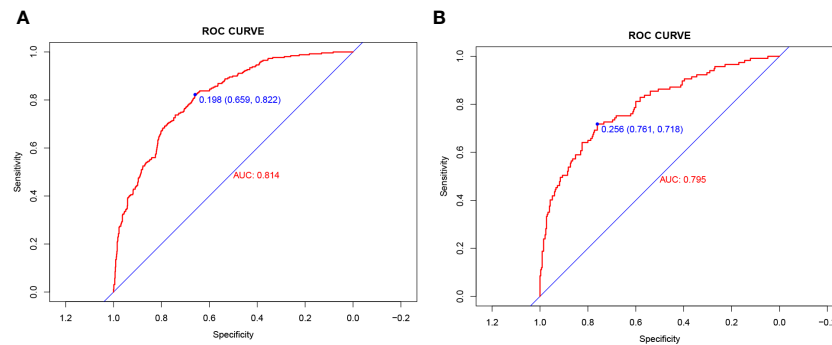 A
ROC CURVE
Sensitivity
1.0
0.8
0.6
0.4
0.2
0.0
0.198 (0.659, 0.822)
AUC: 0.814
1.2 1.0 0.8 0.6 0.4 0.2 0.0 −0.2
Specificity
B
ROC CURVE
Sensitivity
1.0
0.8
0.6
0.4
0.2
0.0
0.256 (0.761, 0.718)
AUC: 0.795
1.2 1.0 0.8 0.6 0.4 0.2 0.0 −0.2
Specificity